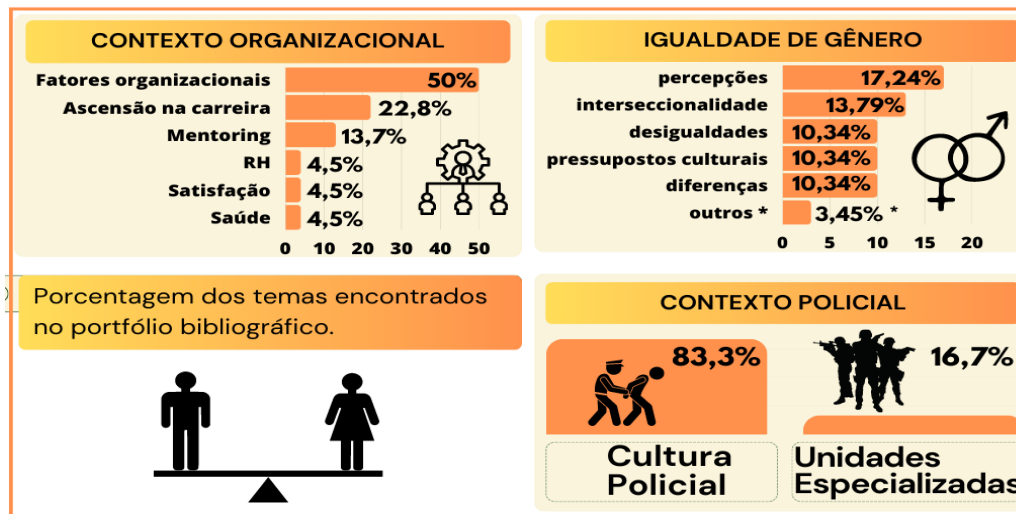 CONTEXTO ORGANIZACIONAL
Fatores organizacionais 50%
Ascensão na carreira 22,8%
Mentoring 13,7%
RH 4,5%
Satisfação 4,5%
Saúde 4,5%
0 10 20 30 40 50
IGUALDADE DE GÊNERO
percepções 17,24%
interseccionalidade 13,79%
desigualdades 10,34%
pressupostos culturais 10,34%
diferenças 10,34%
outros * 3,45% *
0 5 10 15 20
Porcentagem dos temas encontrados
no portfólio bibliográfico.
CONTEXTO POLICIAL
83,3% 16,7%
Cultura
Policial
Unidades
Especializadas